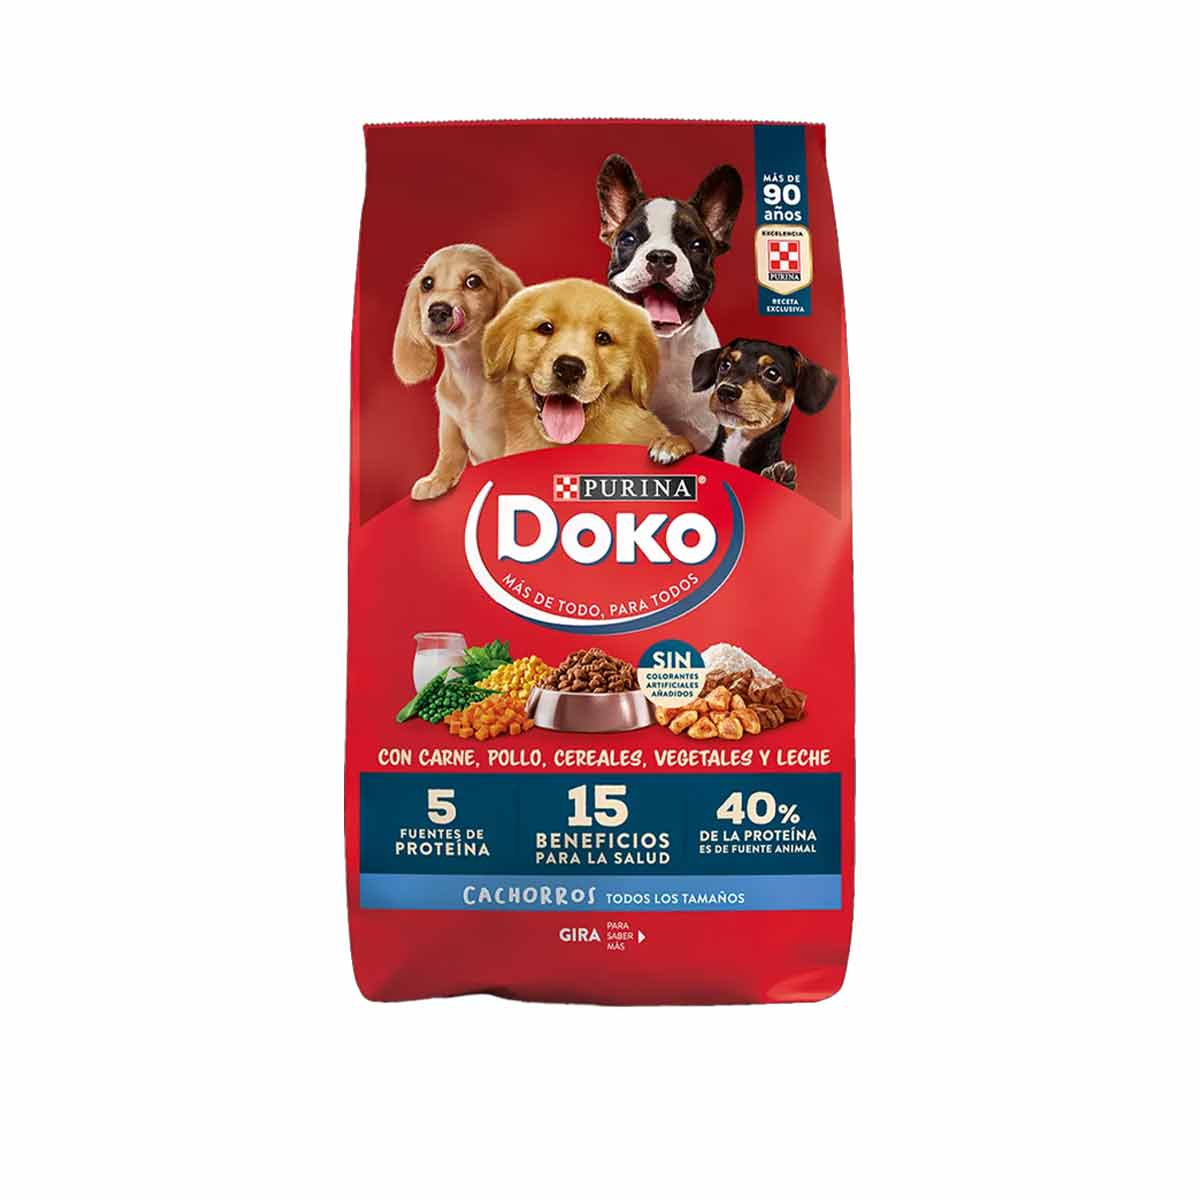 MÁS DE
90
años
EXCELENCIA
PURINA
RECETA
EXCLUSIVA
PURINA®
DOKO
MÁS DE TODO, PARA TODOS
SIN
COLORANTES
ARTIFICIALES
AÑADIDOS
CON CARNE, POLLO, CEREALES, VEGETALES Y LECHE
5
FUENTES DE
PROTEÍNA
15
BENEFICIOS
PARA LA SALUD
40%
DE LA PROTEÍNA
ES DE FUENTE ANIMAL
CACHORROS TODOS LOS TAMAÑOS
GIRA PARA
SABER
MÁS